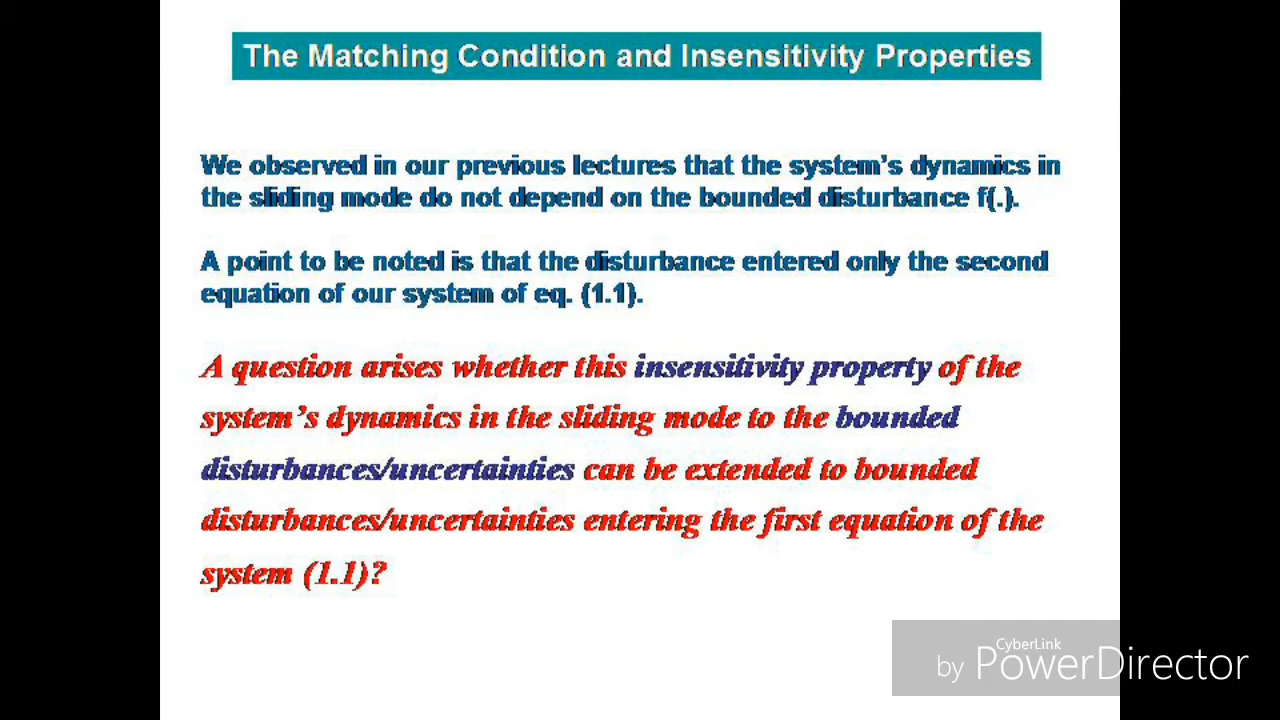 The Matching Condition and Insensitivity Properties
We observed in our previous lectures that the system's dynamics in
the sliding mode do not depend on the bounded disturbance f(.).
A point to be noted is that the disturbance entered only the second
equation of our system of eq. (1.1).
A question arises whether this insensitivity property of the
system's dynamics in the sliding mode to the bounded
disturbances/uncertainties can be extended to bounded
disturbances/uncertainties entering the first equation of the
system (1.1)?
CyberLink
by PowerDirector